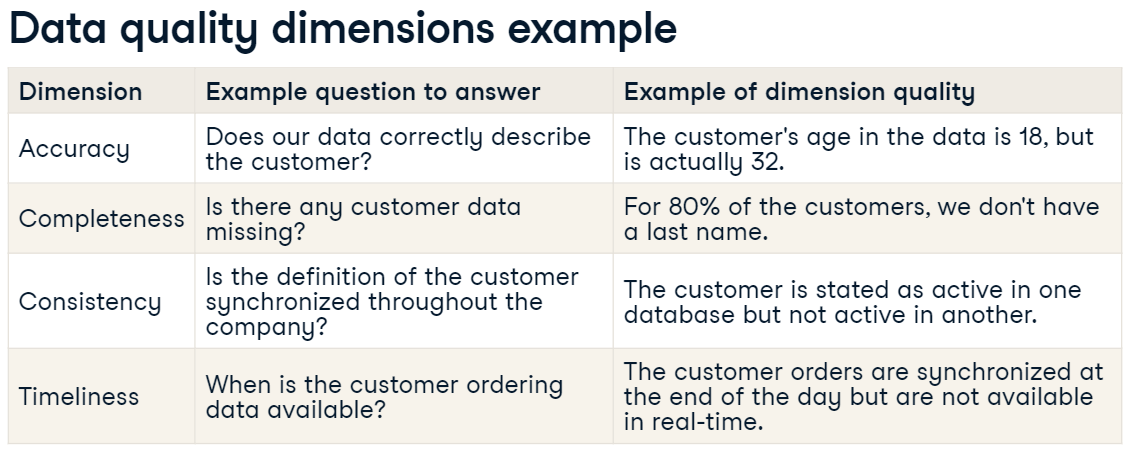 Data quality dimensions example
Dimension
Example question to answer
Example of dimension quality
Accuracy
Does our data correctly describe
the customer?
The customer's age in the data is 18, but
is actually 32.
Completeness
Is there any customer data
missing?
For 80% of the customers, we don't have
a last name.
Consistency
Is the definition of the customer
synchronized throughout the
company?
The customer is stated as active in one
database but not active in another.
Timeliness
When is the customer ordering
data available?
The customer orders are synchronized at
the end of the day but are not available
in real-time.